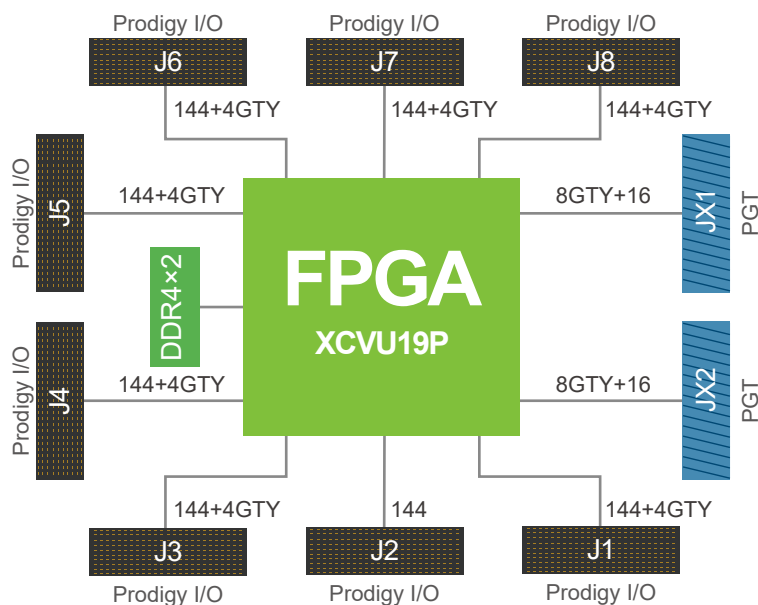 Prodigy I/O
Prodigy I/O
Prodigy I/O
J6
J7
J8
144+4GTY
144+4GTY
144+4GTY
Prodigy I/O
J5
144+4GTY
8GTY+16
JX1
PGT
FPGA
XCVU19P
DDR4×2
Prodigy I/O
J4
144+4GTY
8GTY+16
JX2
PGT
144+4GTY
144
144+4GTY
J3
J2
J1
Prodigy I/O
Prodigy I/O
Prodigy I/O